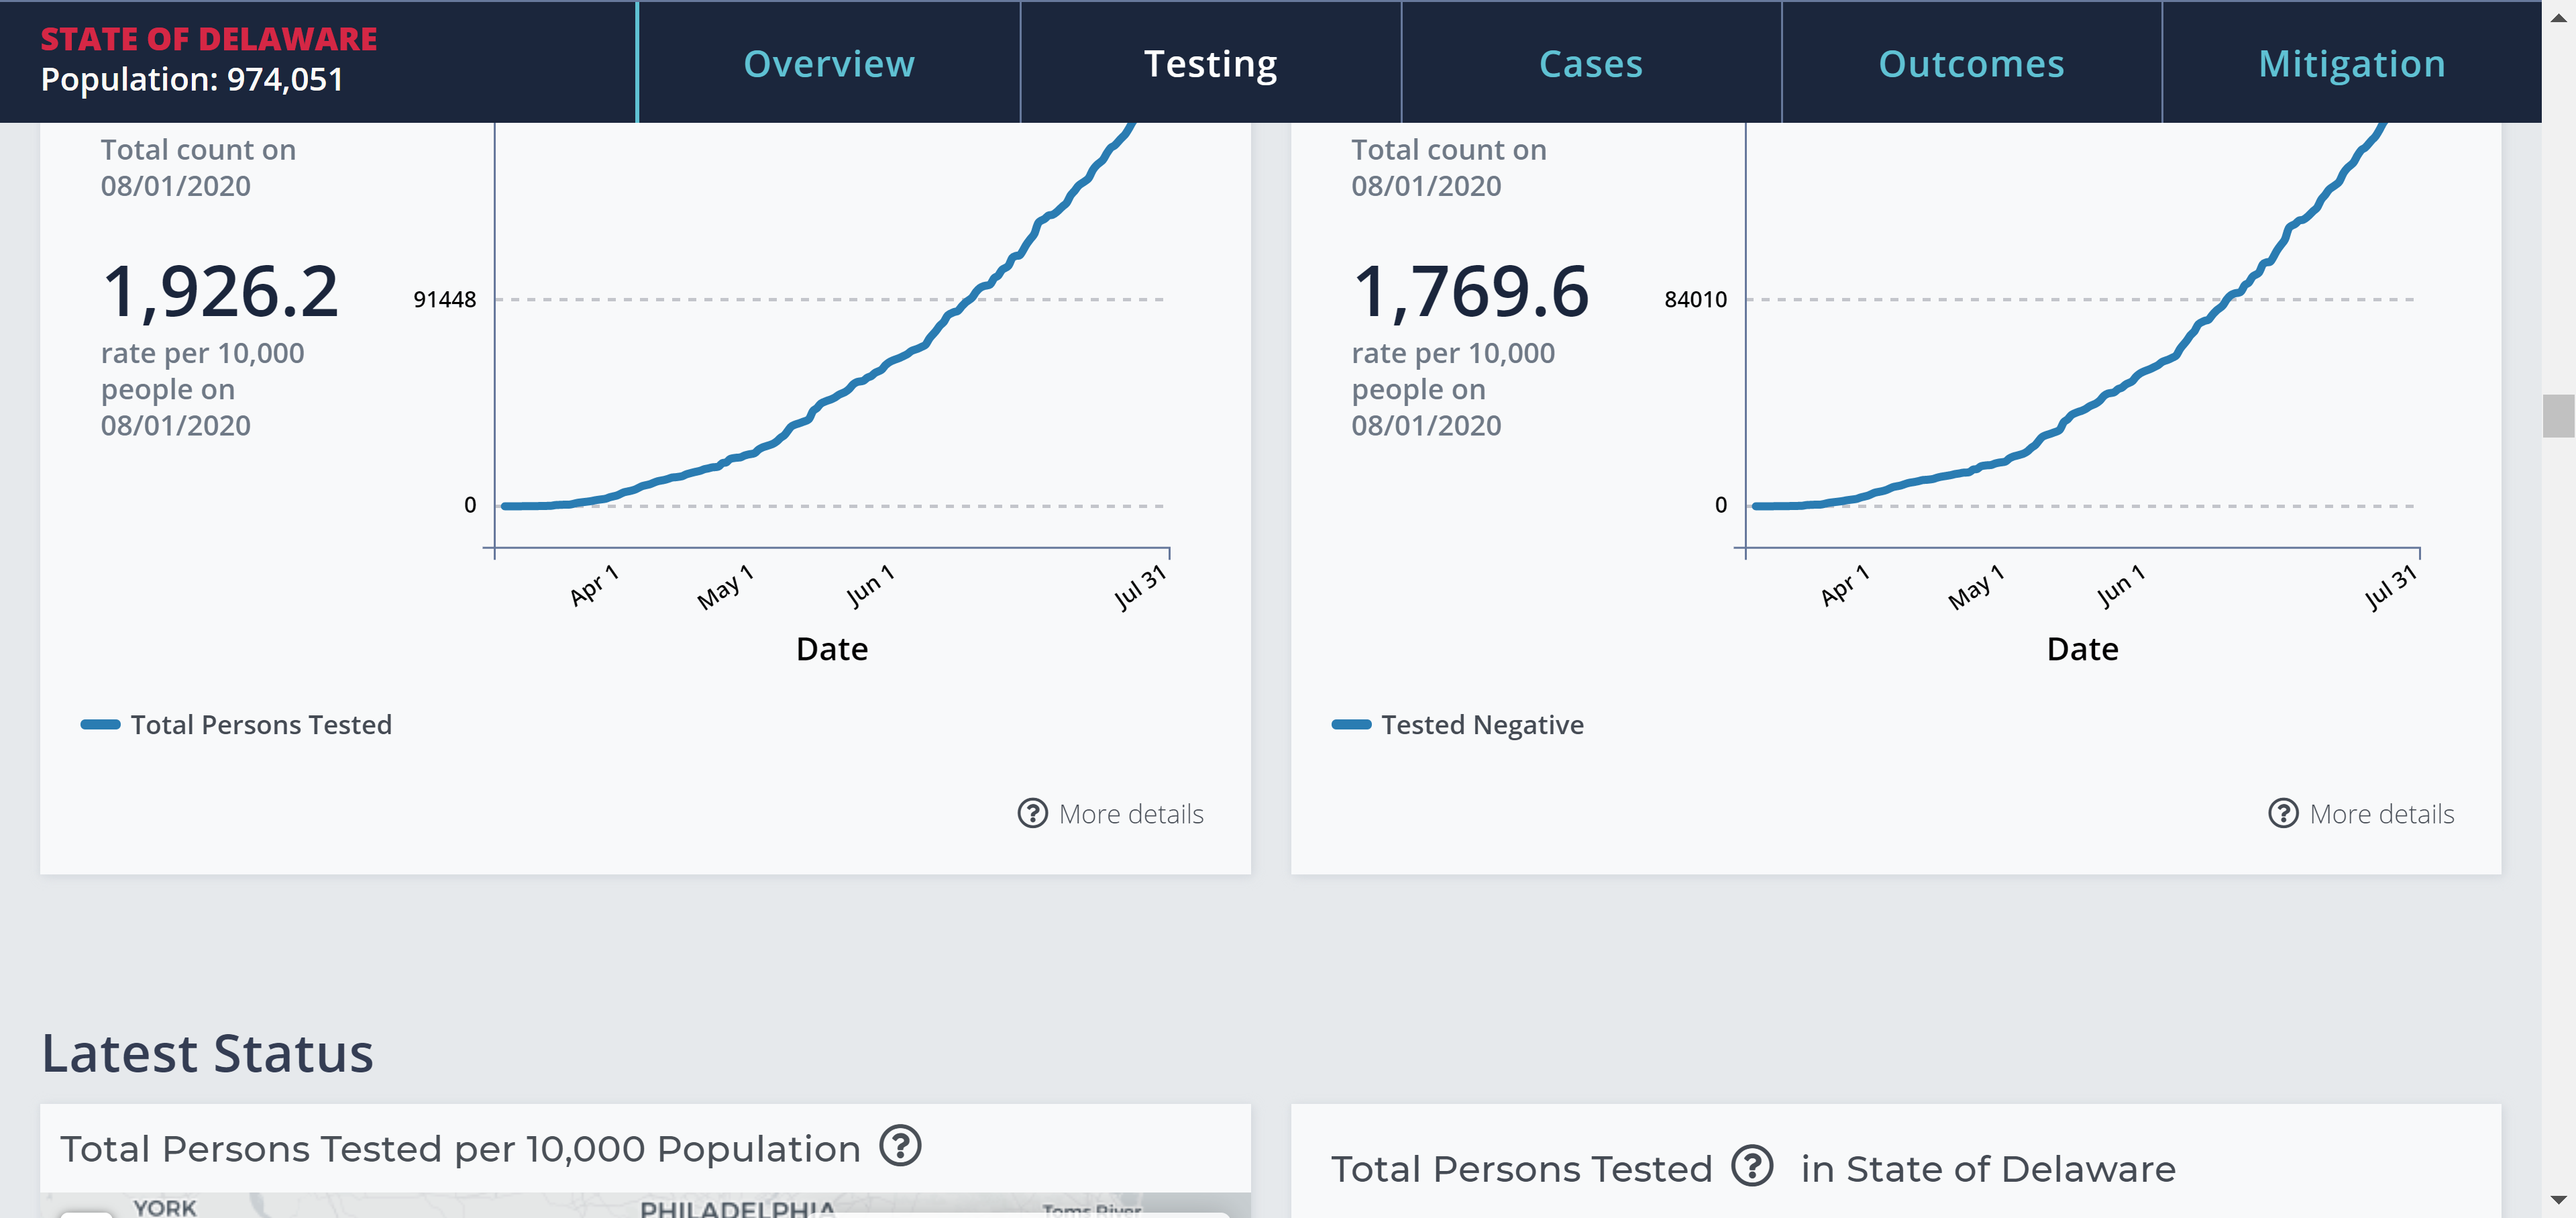 STATE OF DELAWARE
Population: 974,051
Overview
Testing
Cases
Outcomes
Mitigation
Total count on
08/01/2020
1,926.2
rate per 10,000
people on
08/01/2020
91448
0
Apr 1
May 1
Jun 1
Jul 31
Date
Total Persons Tested
More details
Total count on
08/01/2020
1,769.6
rate per 10,000
people on
08/01/2020
84010
0
Apr 1
May 1
Jun 1
Jul 31
Date
Tested Negative
More details
Latest Status
Total Persons Tested per 10,000 Population
YORK
PHILADELPHIA
Toms River
Total Persons Tested in State of Delaware